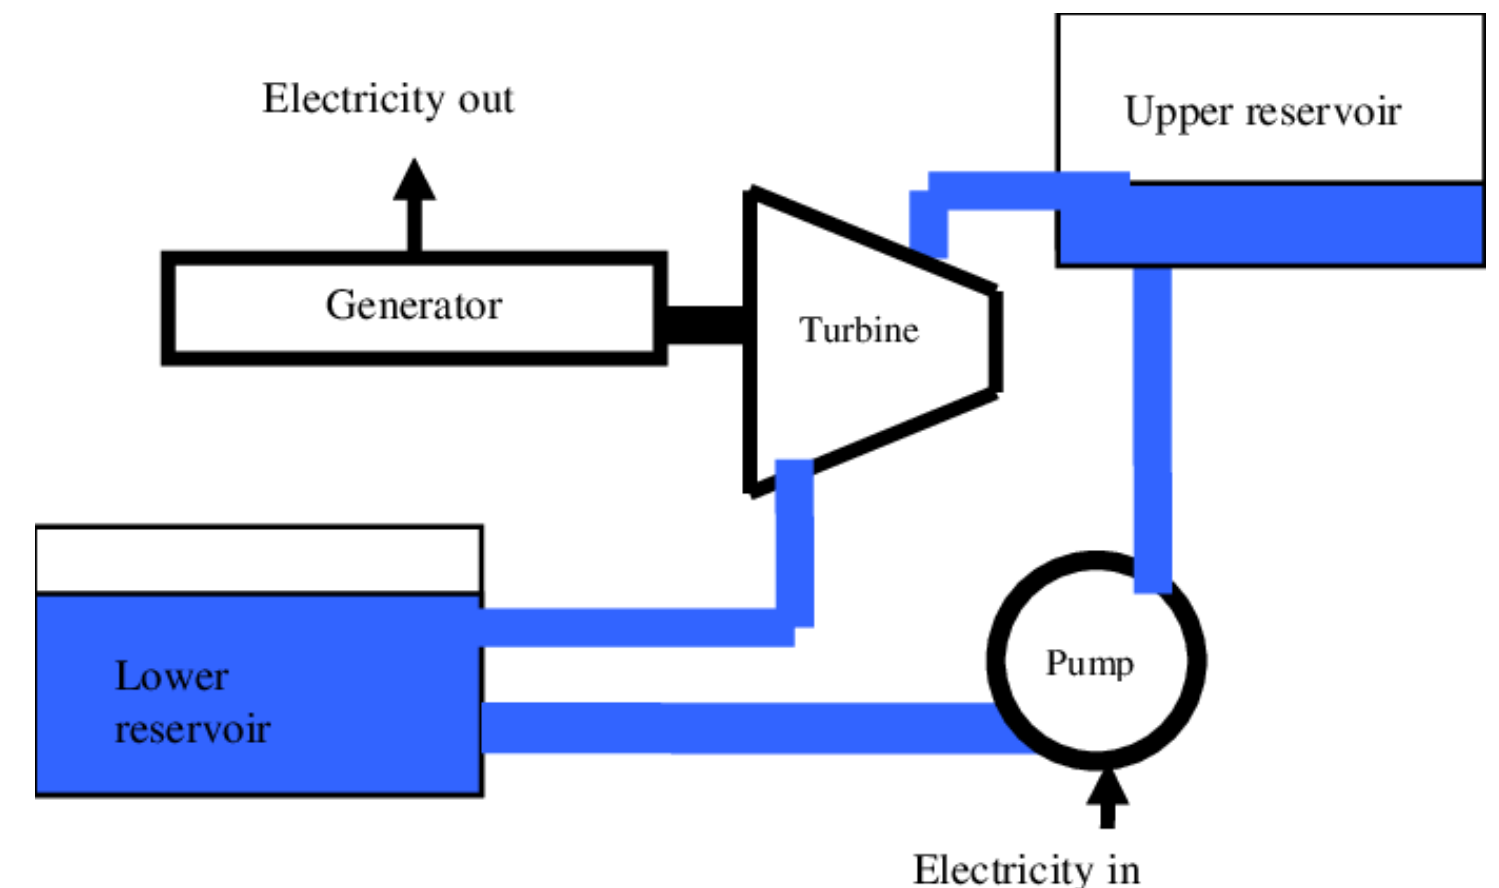 Electricity out
Upper reservoir
Generator
Turbine
Lower
reservoir
Pump
Electricity in